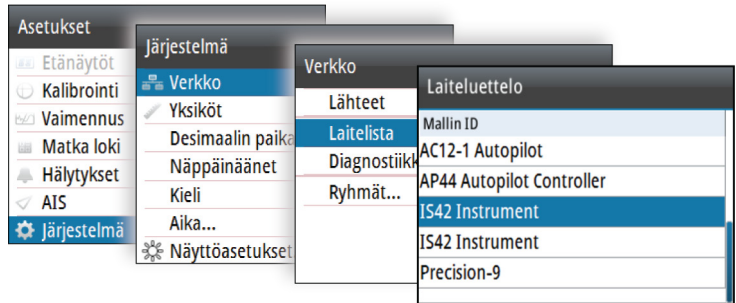 Asetukset
Etänäytöt
Kalibrointi
Vaimennus
Matka loki
Hälytykset
AIS
Järjestelmä
Järjestelmä
Verkko
Yksiköt
Desimaalin paika
Näppäinäänet
Kieli
Aika...
Näyttöasetukset
Verkko
Lähteet
Laitelista
Diagnostiikk
Ryhmät...
Laiteluettelo
Mallin ID
AC12-1 Autopilot
AP44 Autopilot Controller
IS42 Instrument
IS42 Instrument
Precision-9